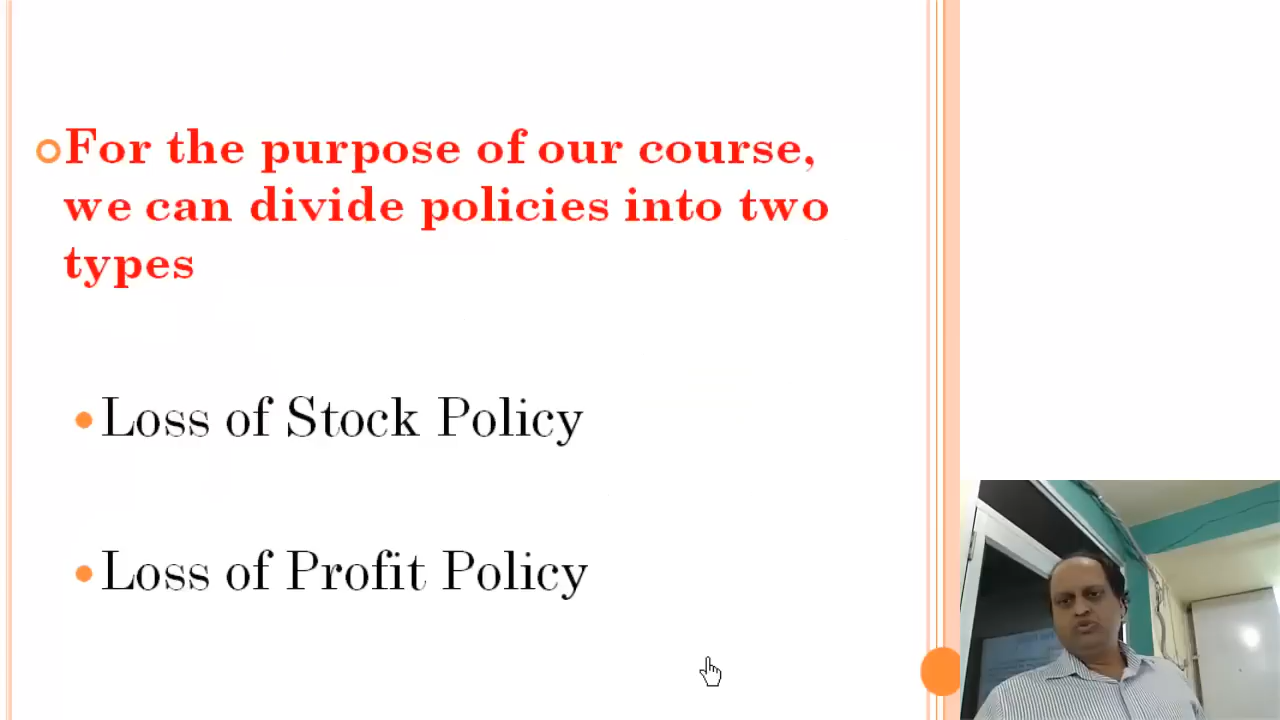 For the purpose of our course,
we can divide policies into two
types
Loss of Stock Policy
Loss of Profit Policy